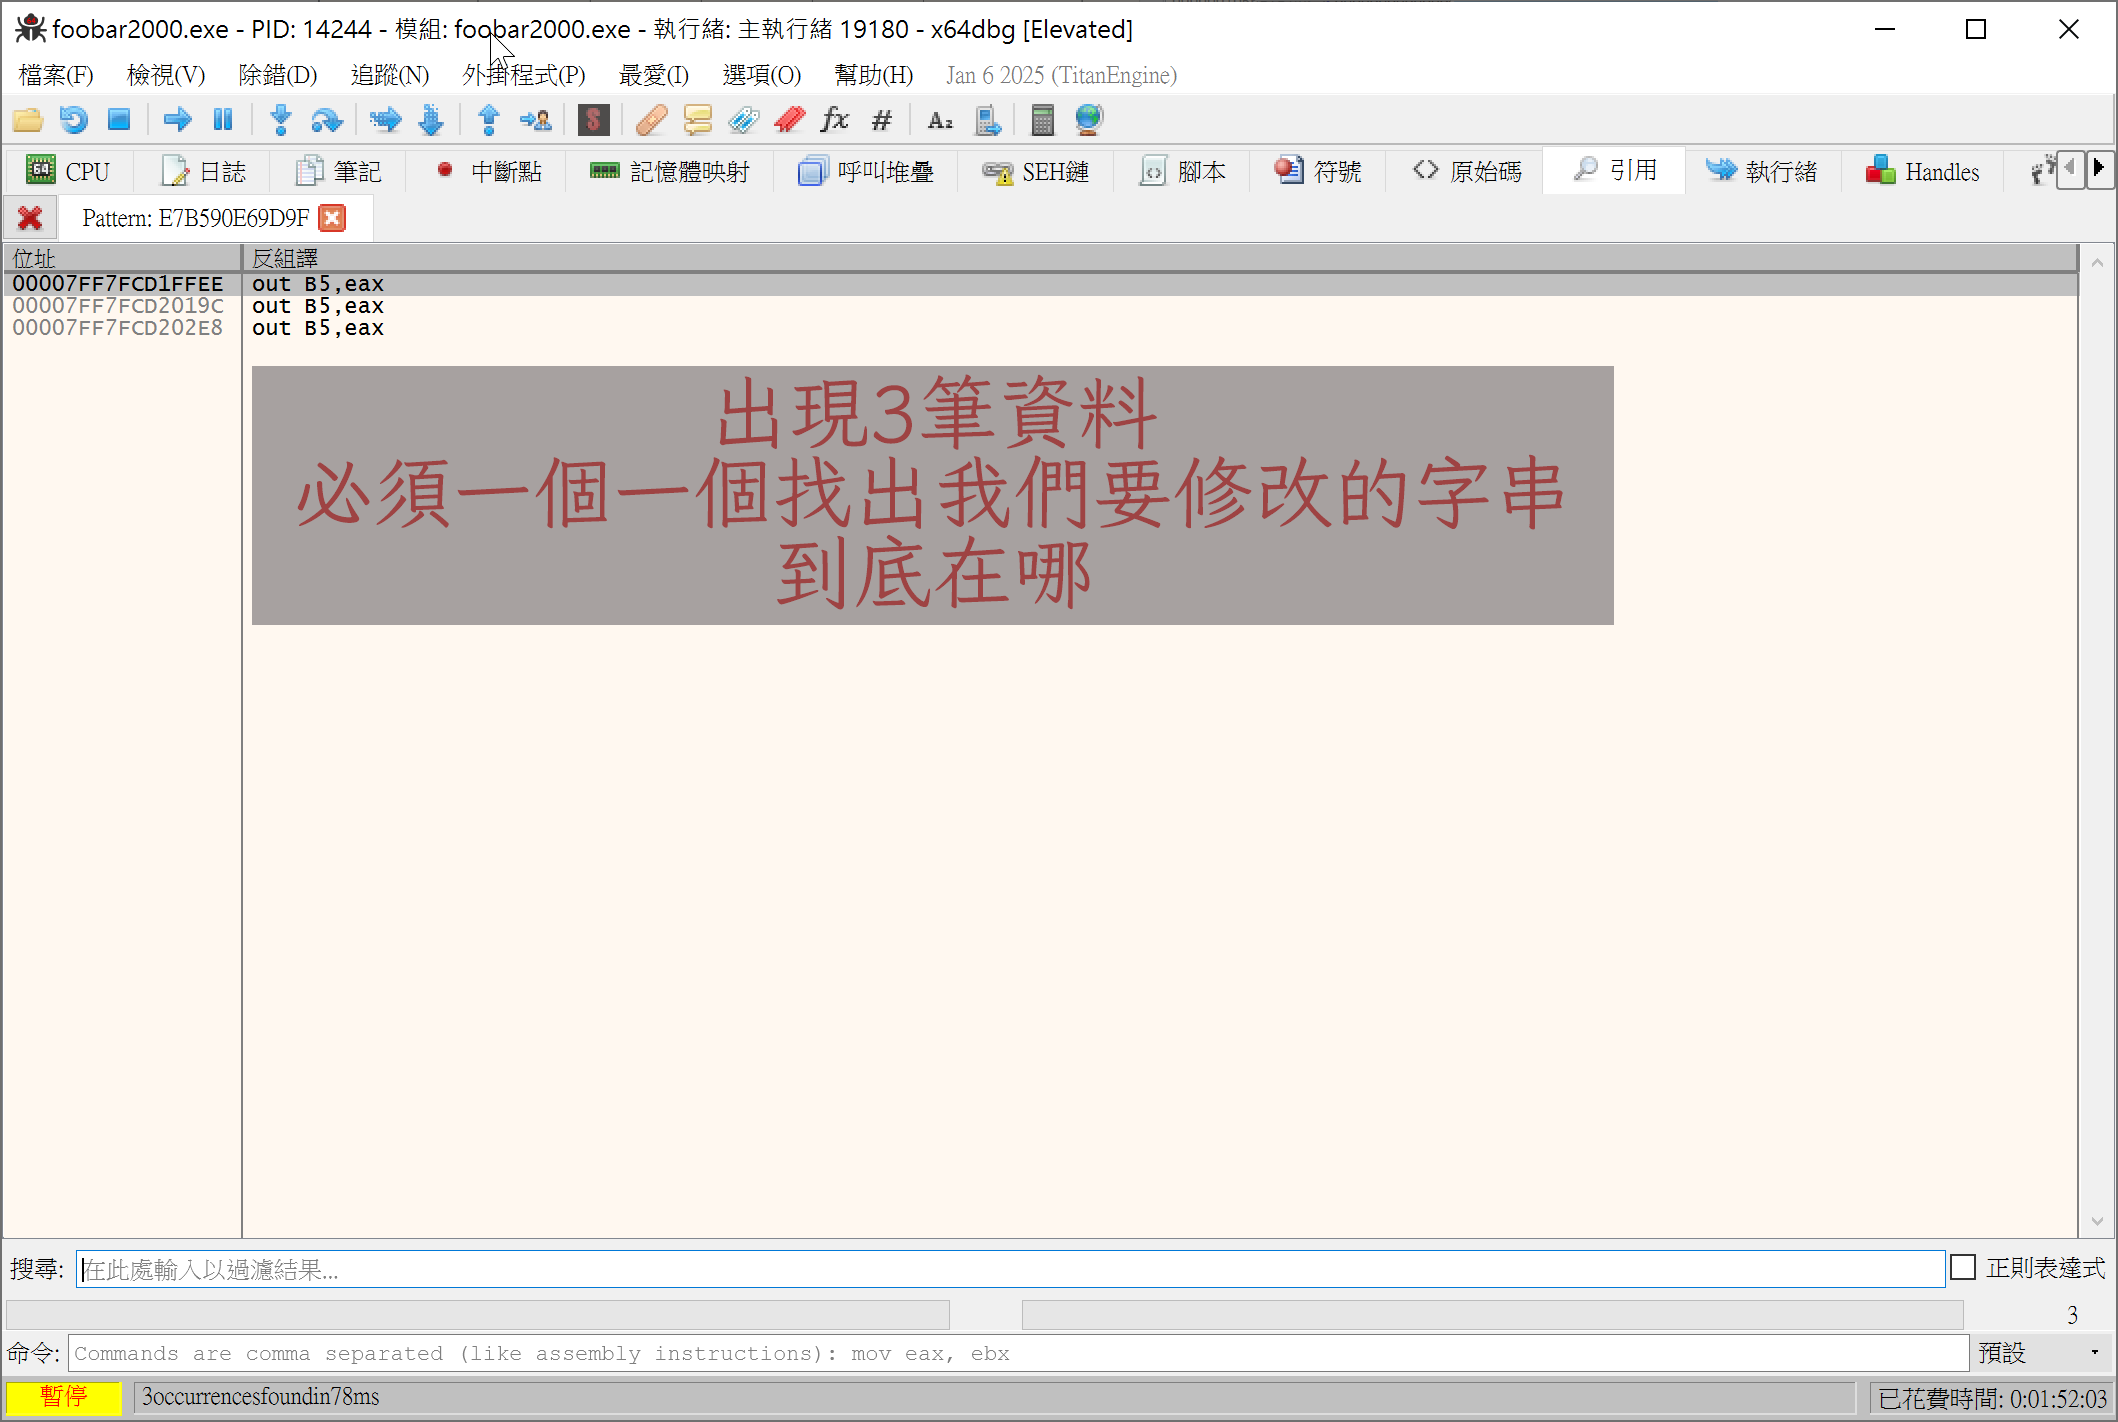 foobar2000.exe - PID: 14244 - 模組: foobar2000.exe - 執行緒: 主執行緒 19180 - x64dbg [Elevated]
檔案(F) 檢視(V) 除錯(D) 追蹤(N) 外掛程式(P) 最愛(I) 選項(O) 幫助(H) Jan 6 2025 (TitanEngine)
CPU 日誌 筆記 中斷點 記憶體映射 呼叫堆疊 SEH鏈 腳本 符號 原始碼 引用 執行緒 Handles
Pattern: E7B590E69D9F
位址 反組譯
00007FF7FCD1FFEE out B5,eax
00007FF7FCD2019C out B5,eax
00007FF7FCD202E8 out B5,eax
出現3筆資料
必須一個一個找出我們要修改的字串
到底在哪
搜尋: 在此處輸入以過濾結果... 正則表達式
3
命令: Commands are comma separated (like assembly instructions): mov eax, ebx 預設
暫停 3occurrencesfoundin78ms 已花費時間: 0:01:52:03